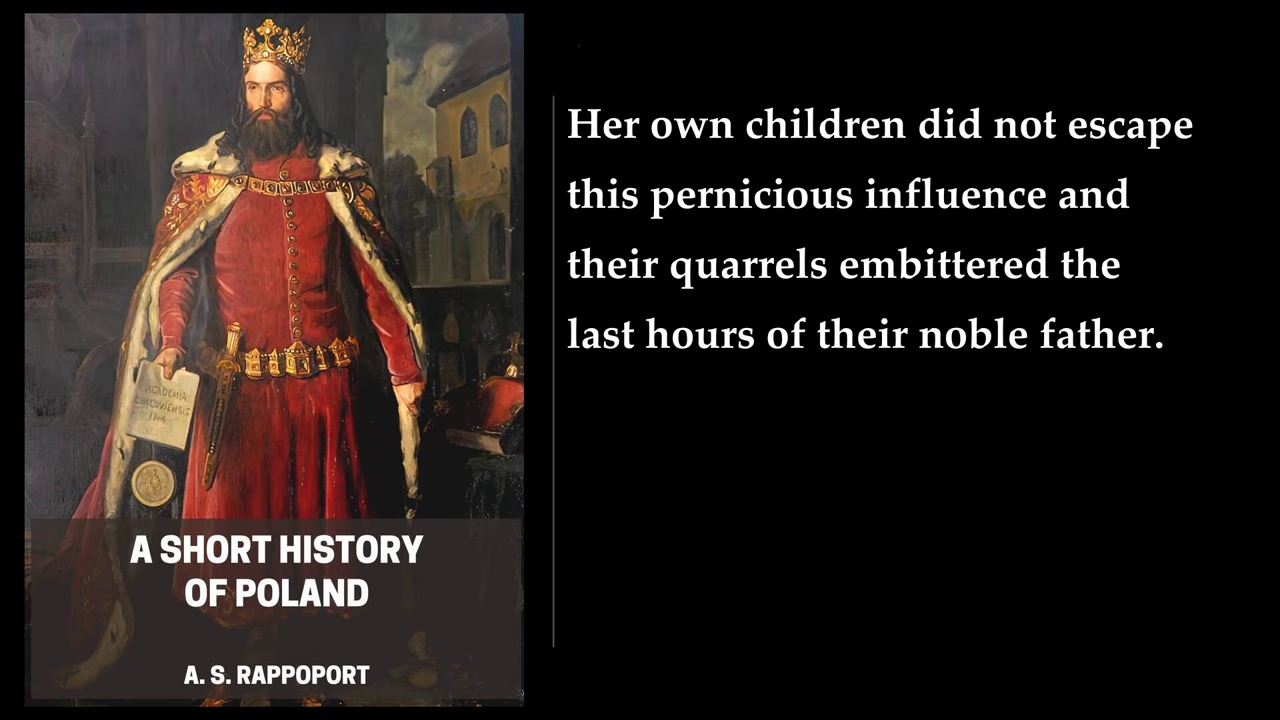 Her own children did not escape
this pernicious influence and
their quarrels embittered the
last hours of their noble father.
ACADEMIA
A SHORT HISTORY
OF POLAND
A. S. RAPPOPORT